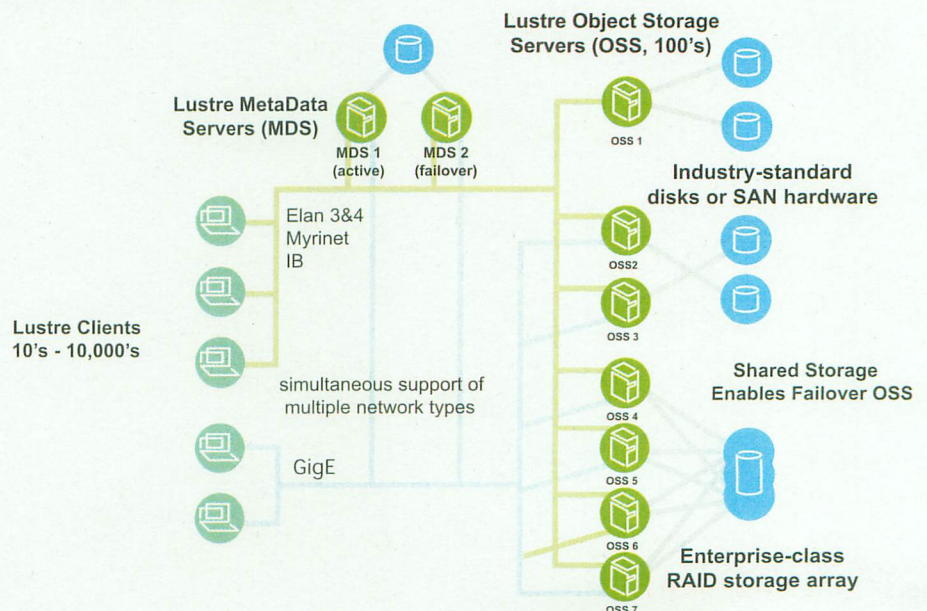 Lustre Object Storage
Servers (OSS, 100's)
Lustre MetaData
Servers (MDS)
MDS 1
(active)
MDS 2
(failover)
OSS 1
Industry-standard
disks or SAN hardware
Elan 3&4
Myrinet
IB
OSS2
OSS 3
Lustre Clients
10's - 10,000's
simultaneous support of
multiple network types
Shared Storage
Enables Failover OSS
OSS 4
GigE
OSS 5
OSS 6
Enterprise-class
RAID storage array
OSS 7